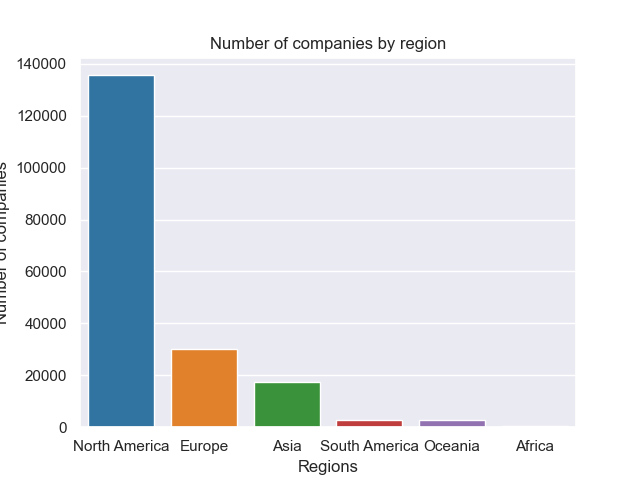 Number of companies by region
140000
120000
100000
80000
60000
40000
20000
0
Number of companies
North America Europe Asia South America Oceania Africa
Regions